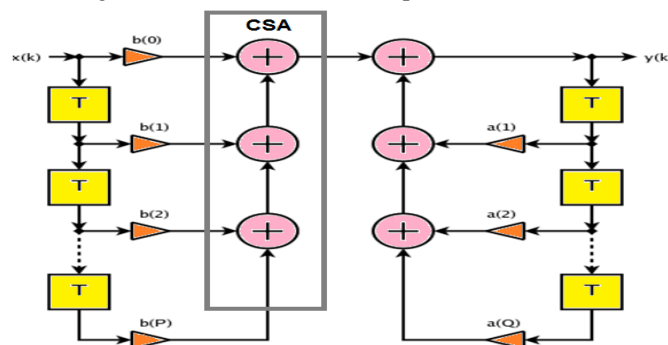 CSA
x(k) b(0) y(k
T T
b(1) a(1)
T T
b(2) a(2)
T T
b(P) a(Q)